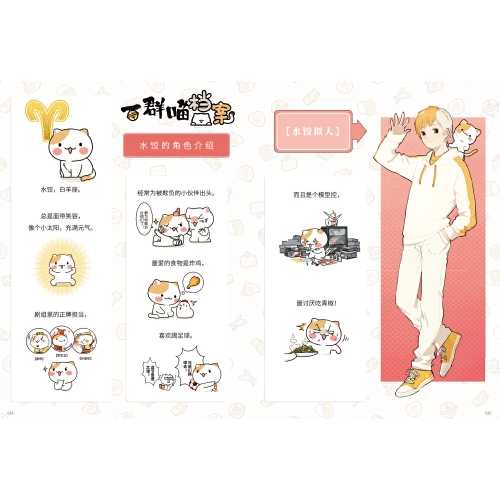 百群喵档案
水饺的角色介绍
水饺，白羊座。
总是面带笑容，
像个小太阳，充满元气。
剧组里的正牌担当。
经常为被欺负的小伙伴出头。
最爱的食物是炸鸡。
喜欢踢足球。
而且是个模型控。
最讨厌吃青椒！
[水饺拟人]